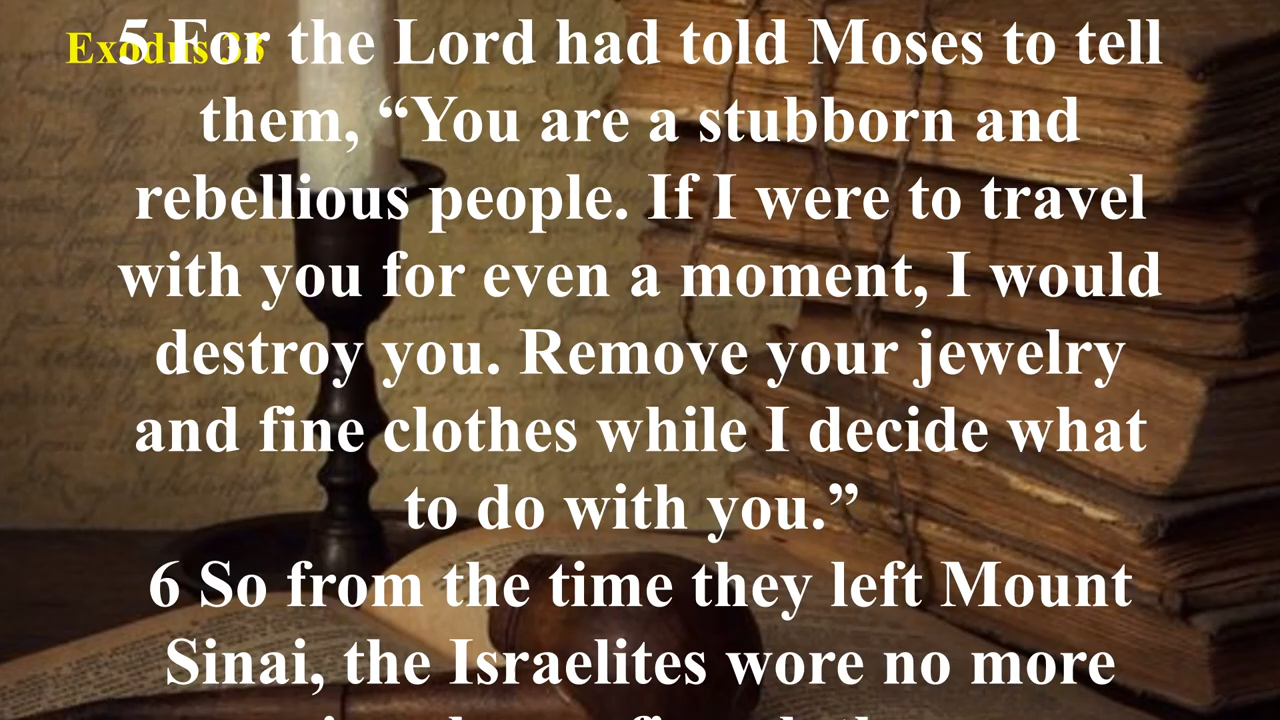 Exodus 33
5 For the Lord had told Moses to tell
them, “You are a stubborn and
rebellious people. If I were to travel
with you for even a moment, I would
destroy you. Remove your jewelry
and fine clothes while I decide what
to do with you.”
6 So from the time they left Mount
Sinai, the Israelites wore no more